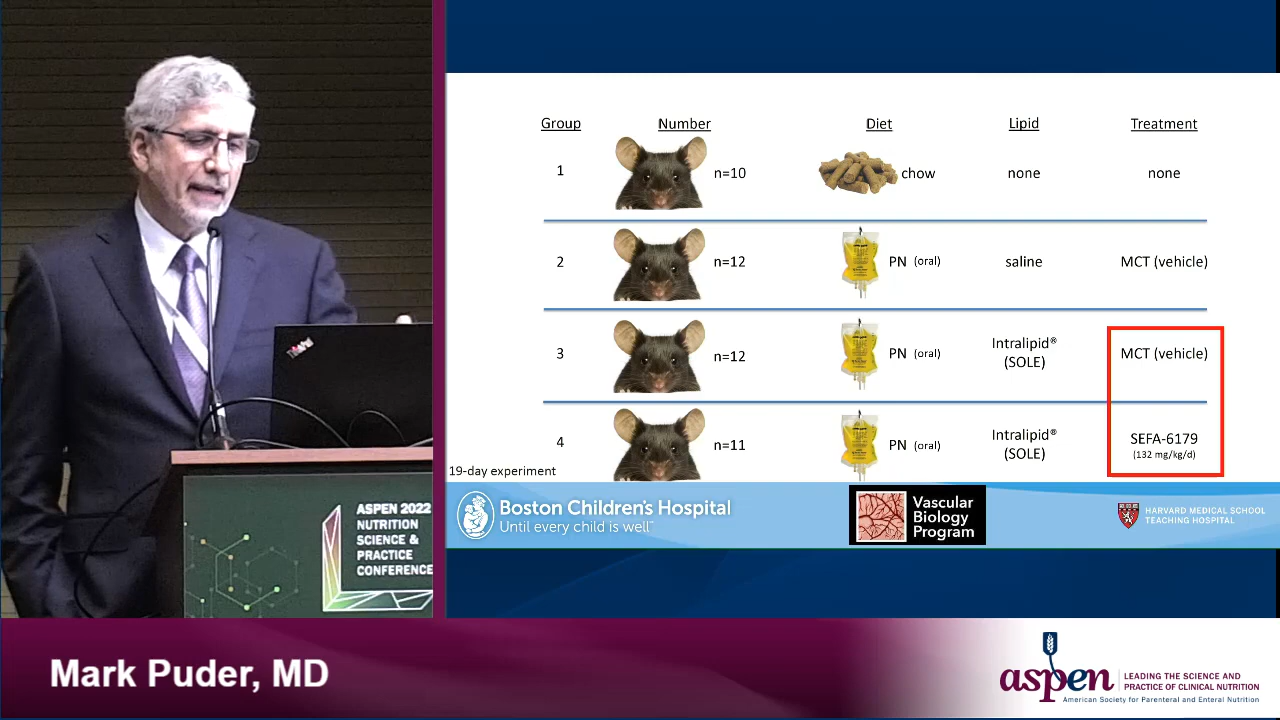 Group Number Diet Lipid Treatment
1 n=10 chow none none
2 n=12 PN (oral) saline MCT (vehicle)
3 n=12 PN (oral) Intralipid® (SOLE) MCT (vehicle)
4 n=11 PN (oral) Intralipid® (SOLE) SEFA-6179 (132 mg/kg/d)
19-day experiment
Boston Children's Hospital
Until every child is well™
Vascular
Biology
Program
HARVARD MEDICAL SCHOOL
TEACHING HOSPITAL
ASPEN 2022
NUTRITION
SCIENCE &
PRACTICE
CONFERENCE
Mark Puder, MD
aspen
LEADING THE SCIENCE AND
PRACTICE OF CLINICAL NUTRITION
American Society for Parenteral and Enteral Nutrition